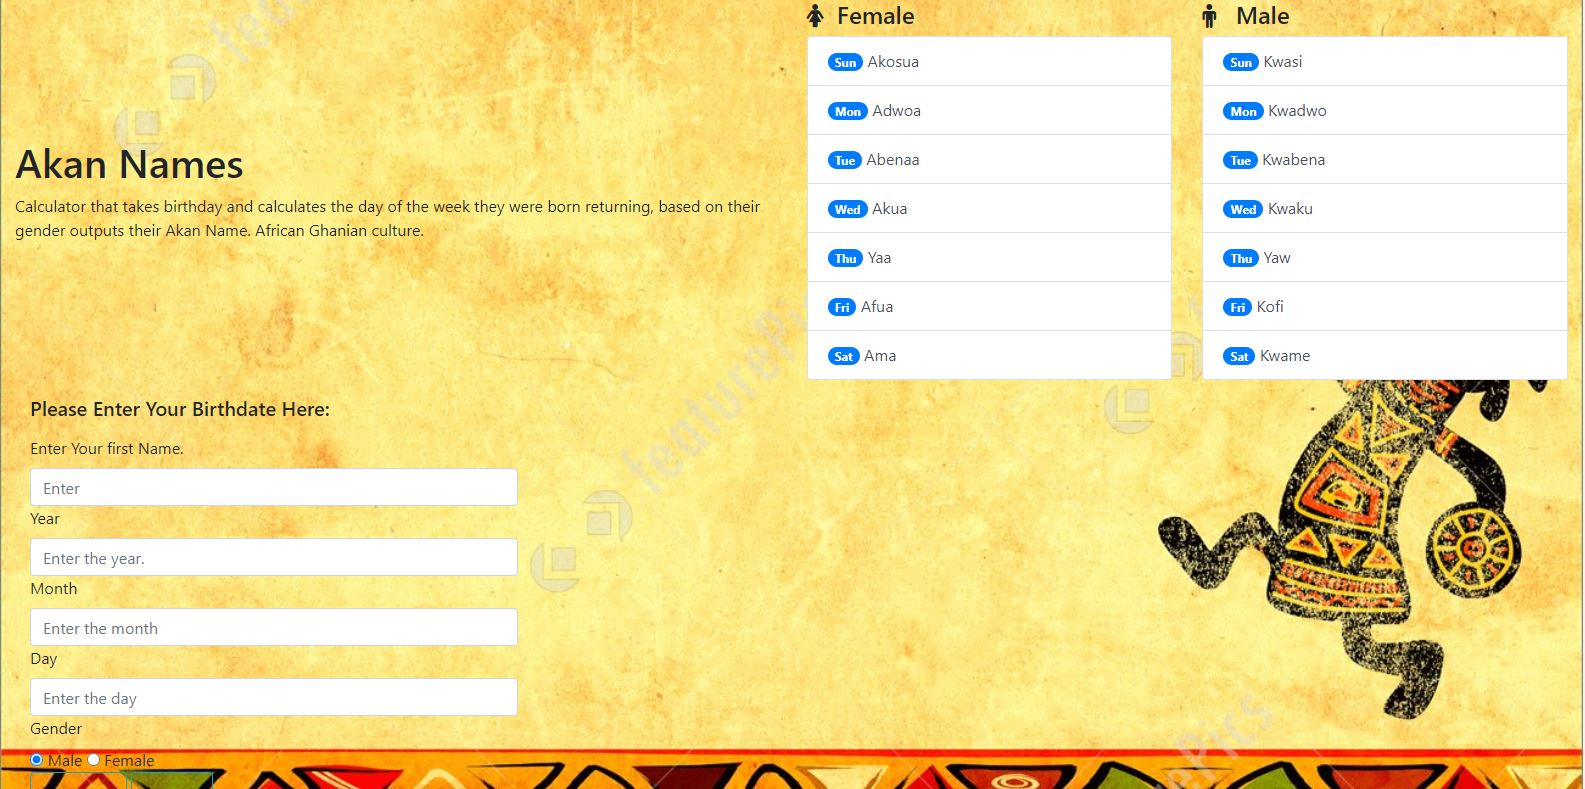 Akan Names
Calculator that takes birthday and calculates the day of the week they were born returning, based on their
gender outputs their Akan Name. African Ghanian culture.
Female
Sun Akosua
Mon Adwoa
Tue Abenaa
Wed Akua
Thu Yaa
Fri Afua
Sat Ama
Male
Sun Kwasi
Mon Kwadwo
Tue Kwabena
Wed Kwaku
Thu Yaw
Fri Kofi
Sat Kwame
Please Enter Your Birthdate Here:
Enter Your first Name.
Enter
Year
Enter the year.
Month
Enter the month
Day
Enter the day
Gender
Male Female